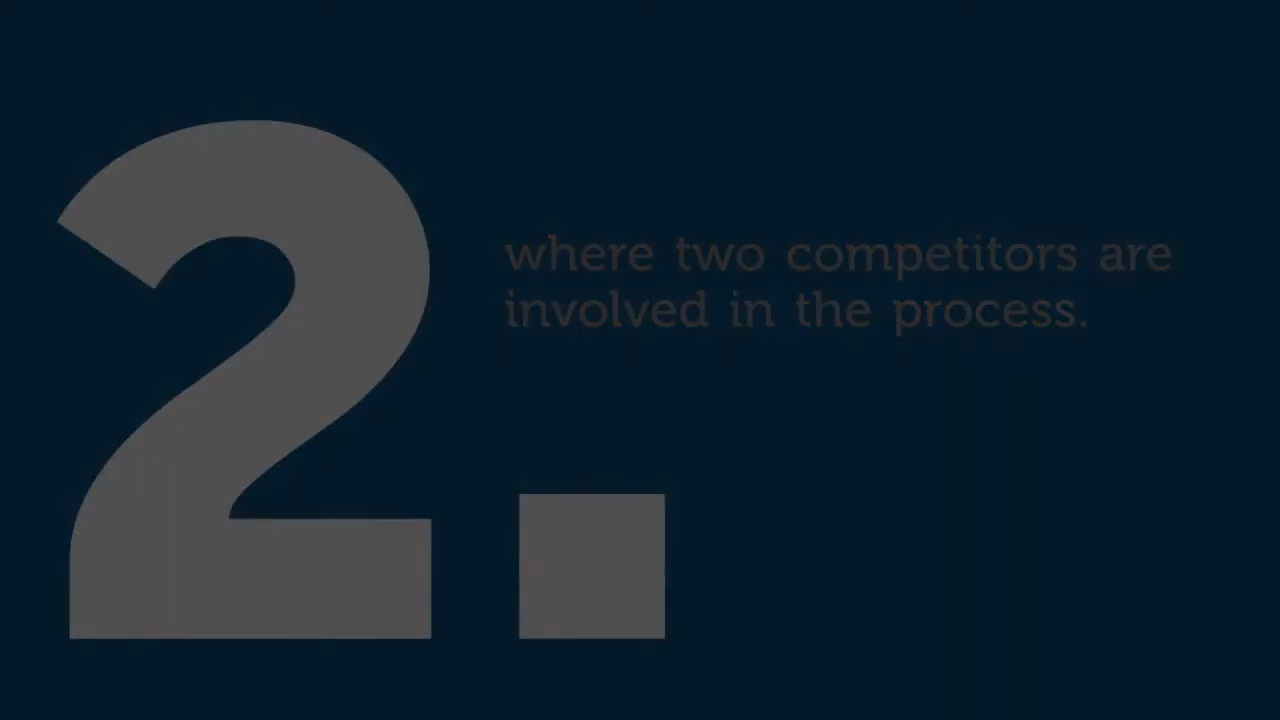 2.
where two competitors are
involved in the process.